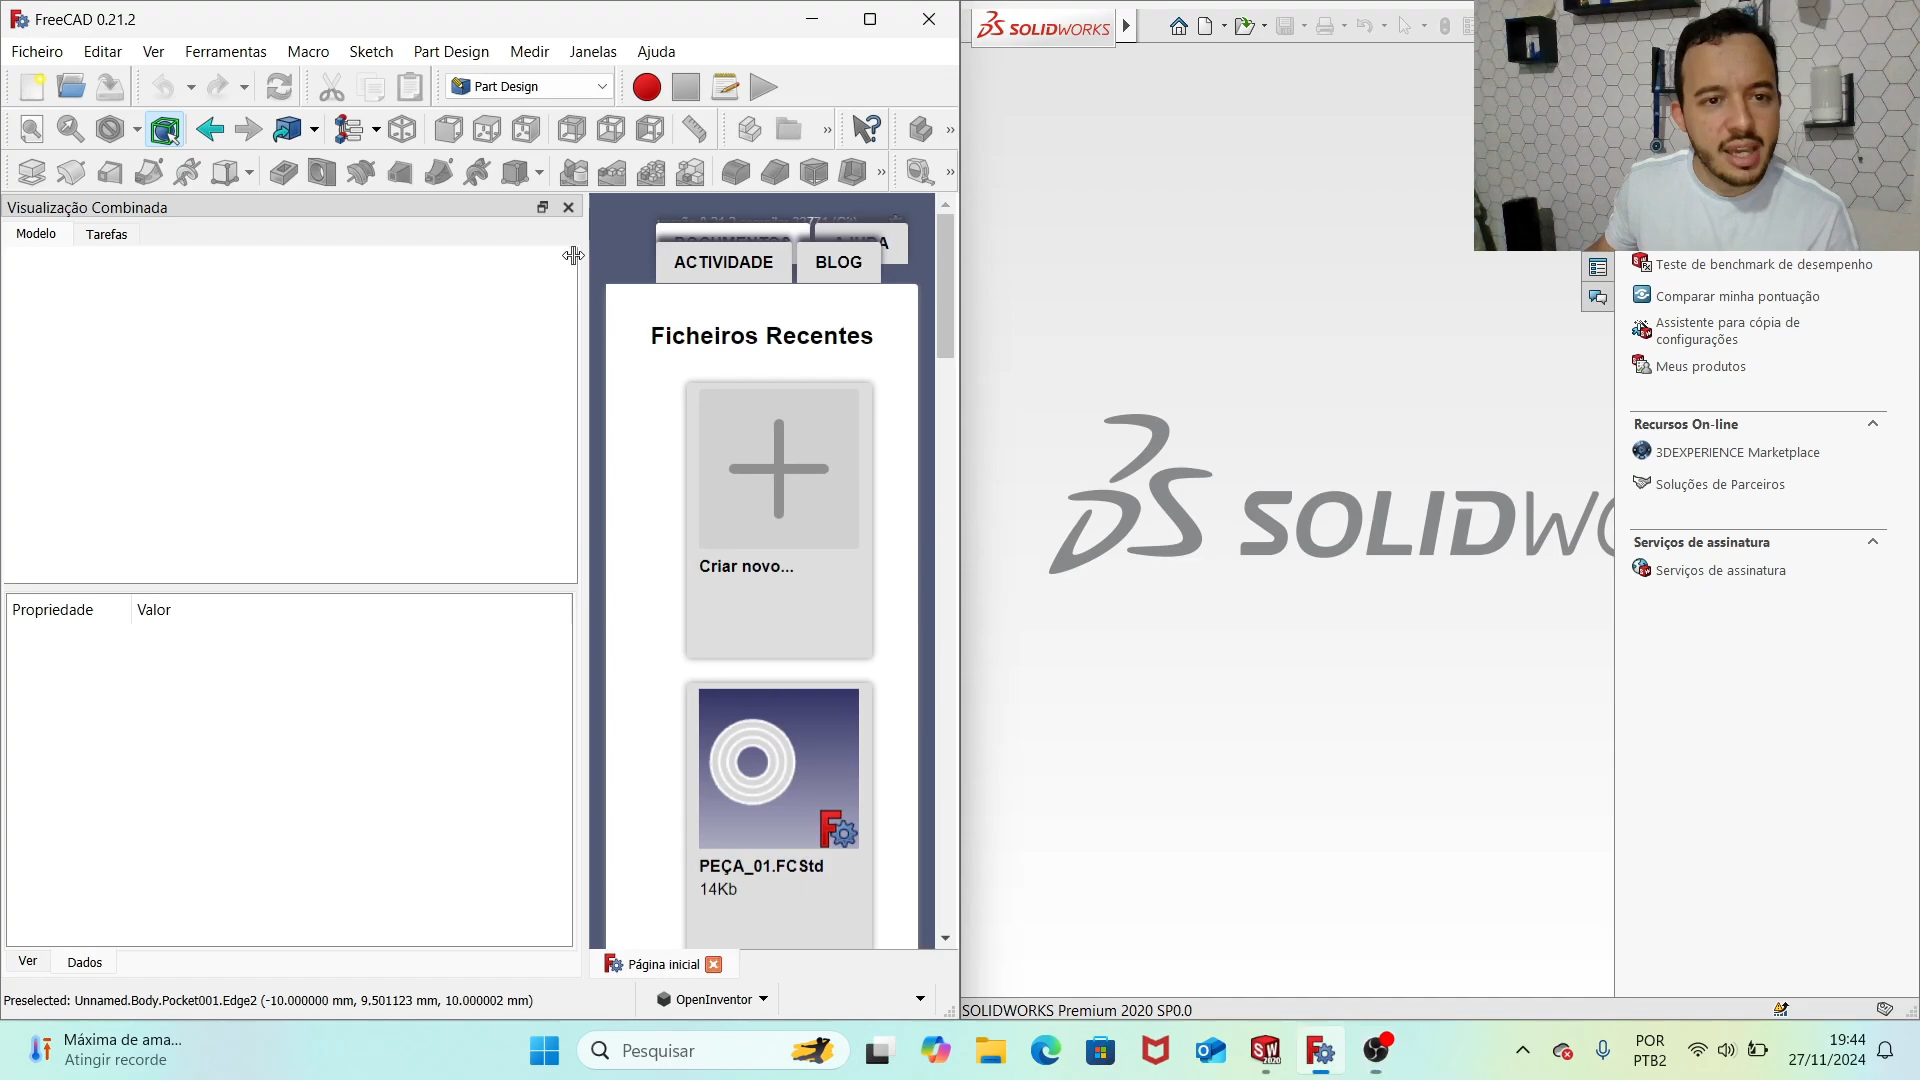 FreeCAD 0.21.2
Ficheiro Editar Ver Ferramentas Macro Sketch Part Design Medir Janelas Ajuda
Part Design
Visualização Combinada
Modelo Tarefas
Propriedade Valor
Ver Dados
Preselected: Unnamed.Body.Pocket001.Edge2 (-10.000000 mm, 9.501123 mm, 10.000002 mm)
ACTIVIDADE BLOG
Ficheiros Recentes
Criar novo...
PEÇA_01.FCStd
14Kb
Página inicial
OpenInventor
SOLIDWORKS
Teste de benchmark de desempenho
Comparar minha pontuação
Assistente para cópia de
configurações
Meus produtos
Recursos On-line
3DEXPERIENCE Marketplace
Soluções de Parceiros
Serviços de assinatura
Serviços de assinatura
SOLIDWO
SOLIDWORKS Premium 2020 SP0.0
Máxima de ama...
Atingir recorde
Pesquisar
SW
2020
POR
PTB2
19:44
27/11/2024